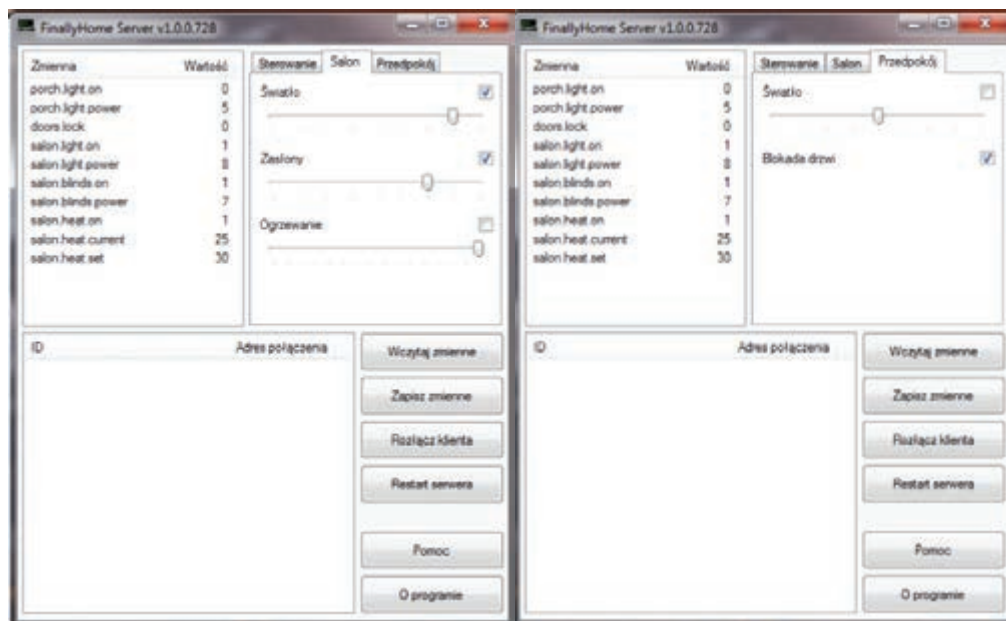 FinallyHome Server v1.0.0.728
Zmienna Wartość
porch.light.on 0
porch.light.power 5
doors.lock 0
salon.light.on 1
salon.light.power 8
salon.blinds.on 1
salon.blinds.power 7
salon.heat.on 1
salon.heat.current 25
salon.heat.set 30
Sterowanie Salon Przedpokój
Światło
Zasłony
Ogrzewanie
ID Adres połączenia
Wczytaj zmienne
Zapisz zmienne
Rozłącz klienta
Restart serwera
Pomoc
O programie
FinallyHome Server v1.0.0.728
Zmienna Wartość
porch.light.on 0
porch.light.power 5
doors.lock 0
salon.light.on 1
salon.light.power 8
salon.blinds.on 1
salon.blinds.power 7
salon.heat.on 1
salon.heat.current 25
salon.heat.set 30
Sterowanie Salon Przedpokój
Światło
Blokada drzwi
ID Adres połączenia
Wczytaj zmienne
Zapisz zmienne
Rozłącz klienta
Restart serwera
Pomoc
O programie